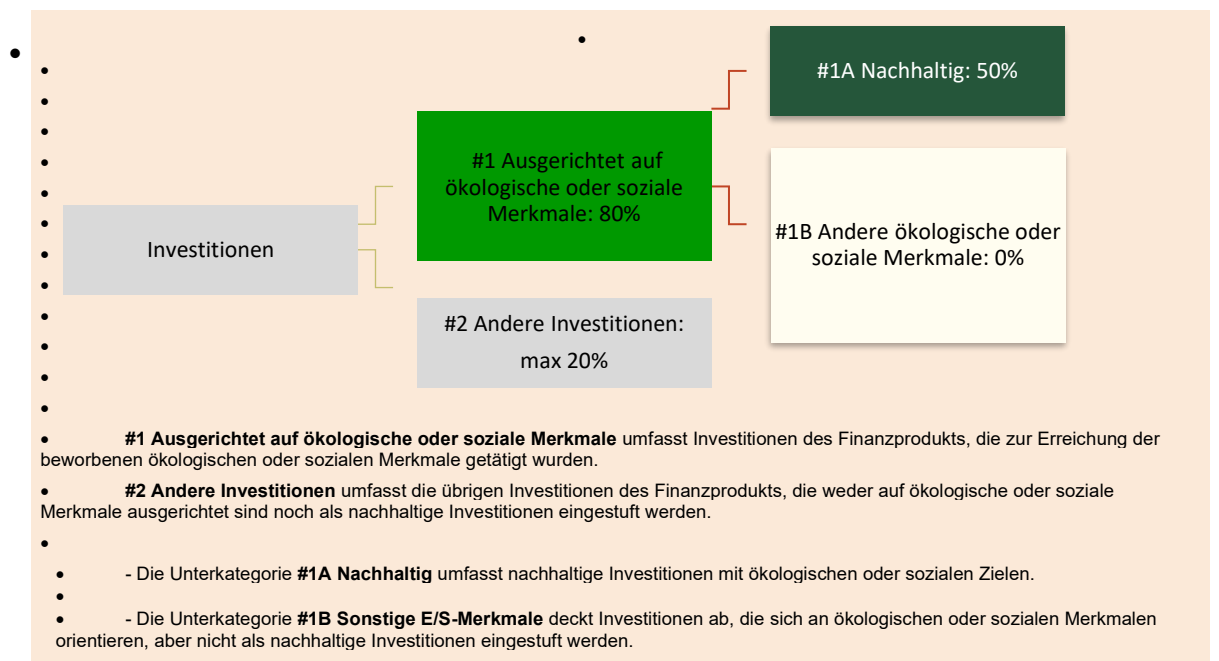 #1A Nachhaltig: 50%
#1 Ausgerichtet auf
ökologische oder soziale
Merkmale: 80%
#1B Andere ökologische oder
soziale Merkmale: 0%
Investitionen
#2 Andere Investitionen:
max 20%
• #1 Ausgerichtet auf ökologische oder soziale Merkmale umfasst Investitionen des Finanzprodukts, die zur Erreichung der
beworbenen ökologischen oder sozialen Merkmale getätigt wurden.
• #2 Andere Investitionen umfasst die übrigen Investitionen des Finanzprodukts, die weder auf ökologische oder soziale
Merkmale ausgerichtet sind noch als nachhaltige Investitionen eingestuft werden.
• - Die Unterkategorie #1A Nachhaltig umfasst nachhaltige Investitionen mit ökologischen oder sozialen Zielen.
• - Die Unterkategorie #1B Sonstige E/S-Merkmale deckt Investitionen ab, die sich an ökologischen oder sozialen Merkmalen
orientieren, aber nicht als nachhaltige Investitionen eingestuft werden.